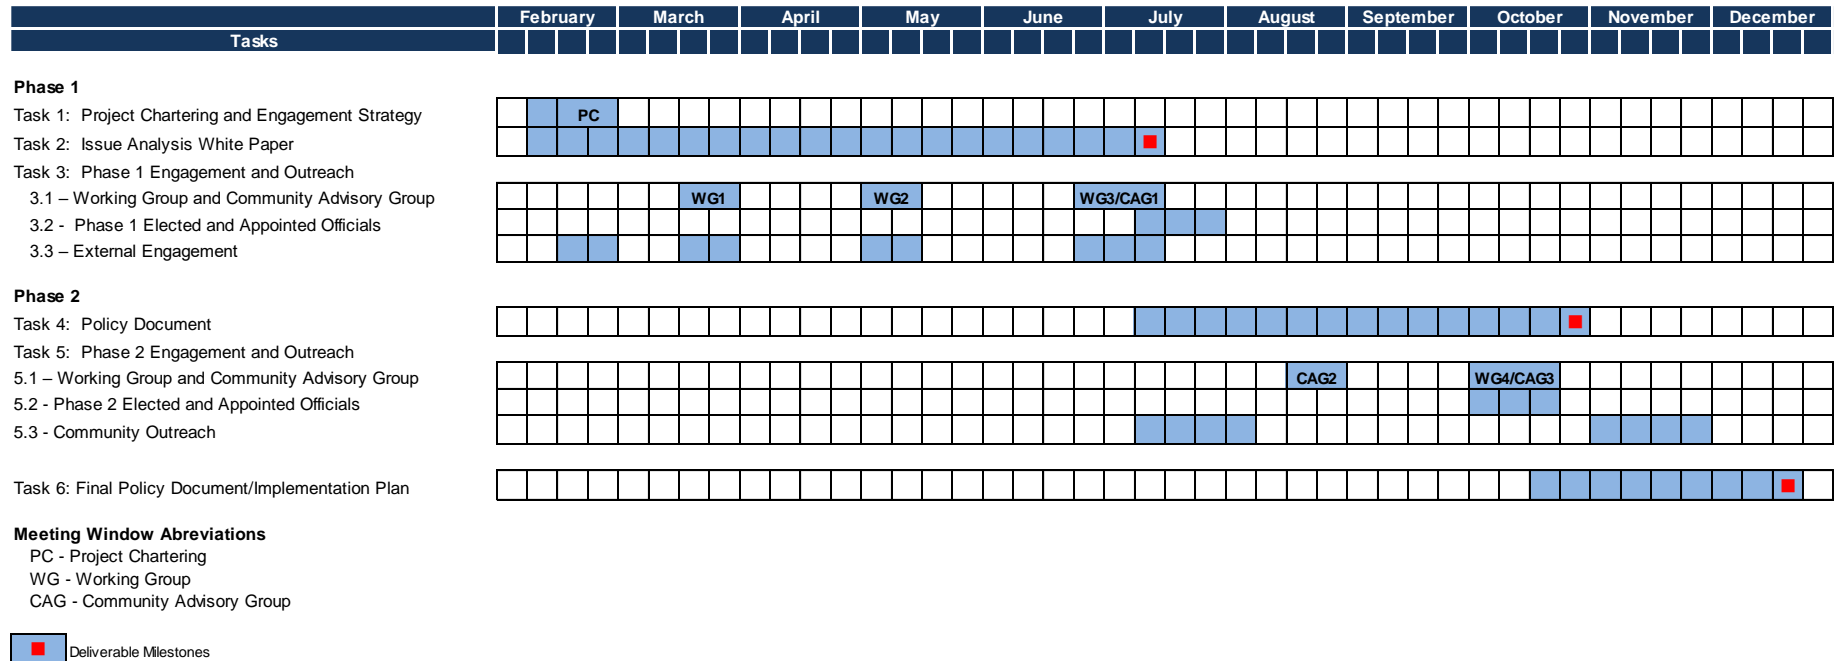 February March April May June July August September October November December
Tasks
Phase 1
Task 1: Project Chartering and Engagement Strategy PC
Task 2: Issue Analysis White Paper
Task 3: Phase 1 Engagement and Outreach
3.1 – Working Group and Community Advisory Group WG1 WG2 WG3/CAG1
3.2 - Phase 1 Elected and Appointed Officials
3.3 – External Engagement
Phase 2
Task 4: Policy Document
Task 5: Phase 2 Engagement and Outreach
5.1 – Working Group and Community Advisory Group CAG2 WG4/CAG3
5.2 - Phase 2 Elected and Appointed Officials
5.3 - Community Outreach
Task 6: Final Policy Document/Implementation Plan
Meeting Window Abreviations
PC - Project Chartering
WG - Working Group
CAG - Community Advisory Group
Deliverable Milestones